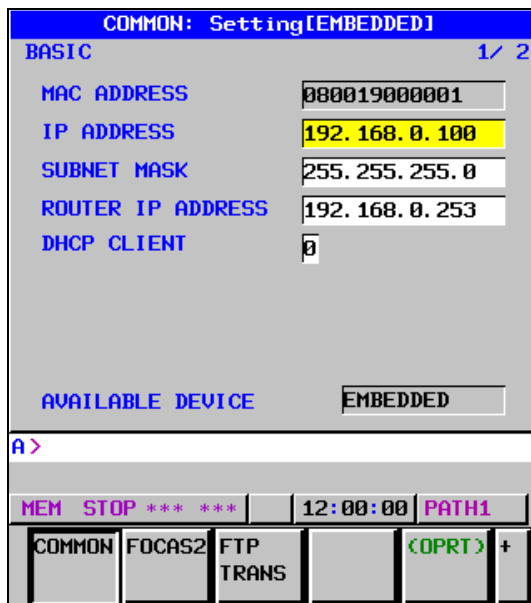 COMMON: Setting[EMBEDDED]
BASIC 1/ 2
MAC ADDRESS 080019000001
IP ADDRESS 192.168.0.100
SUBNET MASK 255.255.255.0
ROUTER IP ADDRESS 192.168.0.253
DHCP CLIENT 0
AVAILABLE DEVICE EMBEDDED
A>
MEM STOP *** *** 12:00:00 PATH1
COMMON FOCAS2 FTP TRANS (OPRT) +